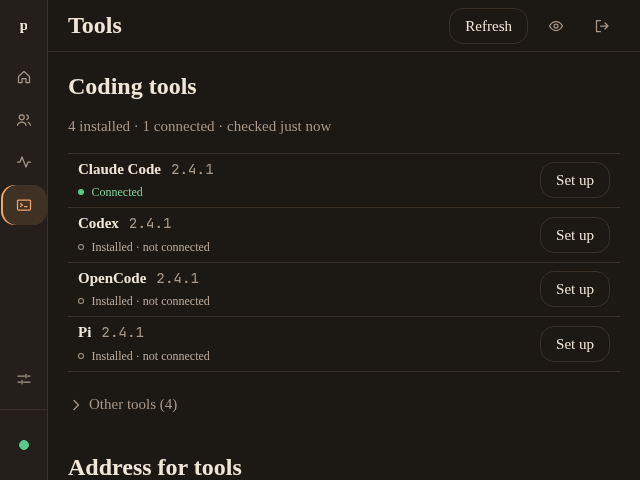 p
Tools
Refresh
Coding tools
4 installed · 1 connected · checked just now
Claude Code 2.4.1
Connected
Set up
Codex 2.4.1
Installed · not connected
Set up
OpenCode 2.4.1
Installed · not connected
Set up
Pi 2.4.1
Installed · not connected
Set up
Other tools (4)
Address for tools